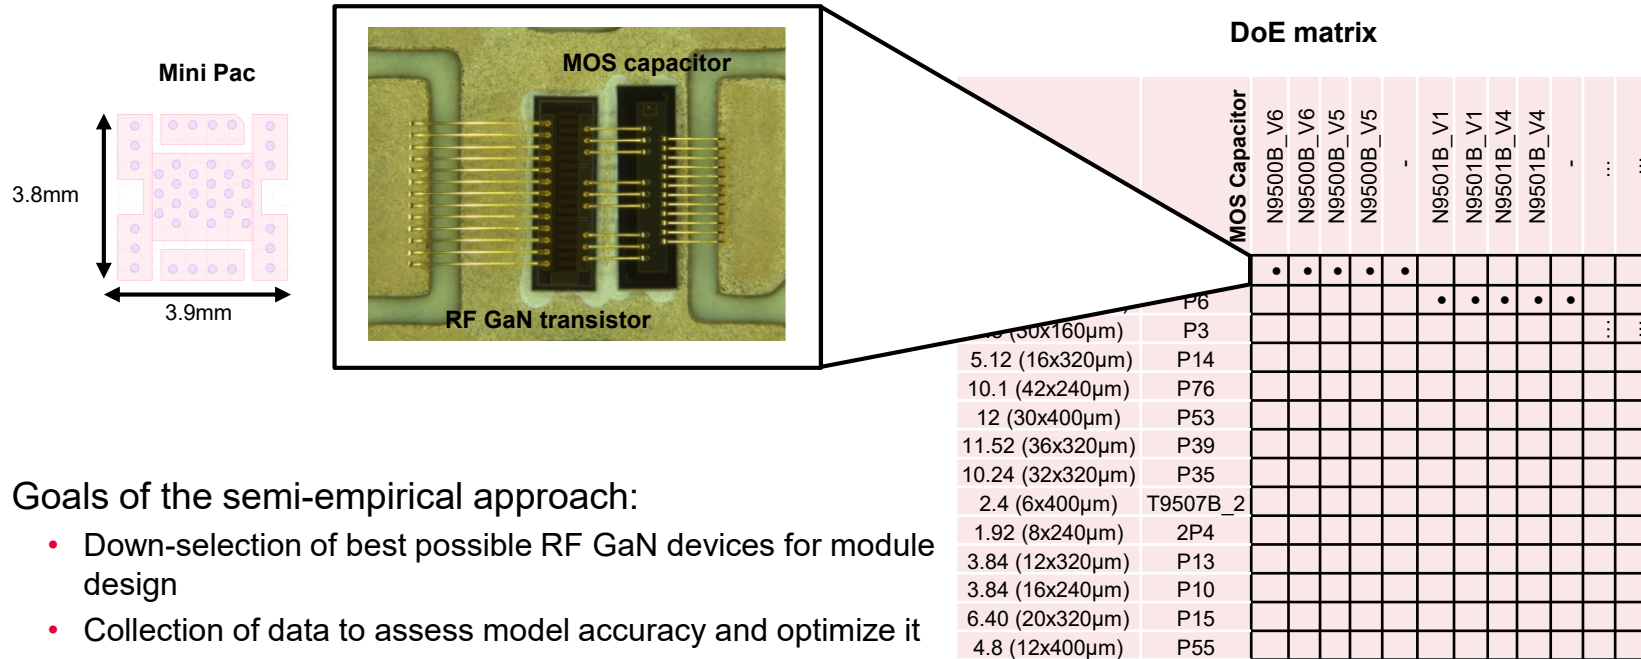 DoE matrix
Mini Pac
3.8mm
3.9mm
MOS capacitor
RF GaN transistor
MOS Capacitor
N9500B_V6
N9500B_V6
N9500B_V5
N9500B_V5
-
N9501B_V1
N9501B_V1
N9501B_V4
N9501B_V4
-
...
...
P6
(30x160µm) P3
...
...
5.12 (16x320µm) P14
10.1 (42x240µm) P76
12 (30x400µm) P53
11.52 (36x320µm) P39
10.24 (32x320µm) P35
2.4 (6x400µm) T9507B_2
1.92 (8x240µm) 2P4
3.84 (12x320µm) P13
3.84 (16x240µm) P10
6.40 (20x320µm) P15
4.8 (12x400µm) P55
Goals of the semi-empirical approach:
• Down-selection of best possible RF GaN devices for module
design
• Collection of data to assess model accuracy and optimize it